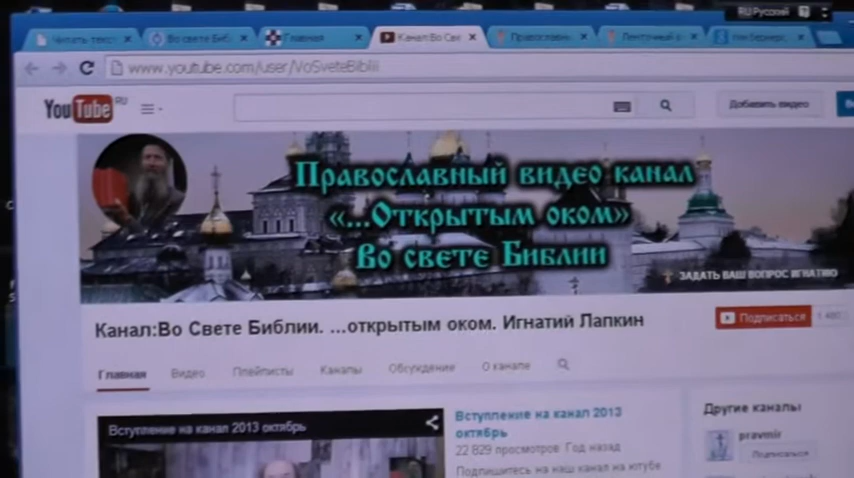 RU Русский
Читать текст
Во свете Биб
Главная
Канал:Во Све
Православн
Ленточный
www.youtube.com/user/VoSveteBiblii
YouTube RU
Добавить видео
Православный видео канал
«...Открытым оком»
Во свете Библии
ЗАДАТЬ ВАШ ВОПРОС ИГНАТИЮ
Канал:Во Свете Библии. ...открытым оком. Игнатий Лапкин
Подписаться
Главная Видео Плейлисты Каналы Обсуждение О канале
Другие каналы
Вступление на канал 2013 октябрь
Вступление на канал 2013
октябрь
22 829 просмотров Год назад
Подпишитесь на наш канал на ютубе
pravmir
Подписаться